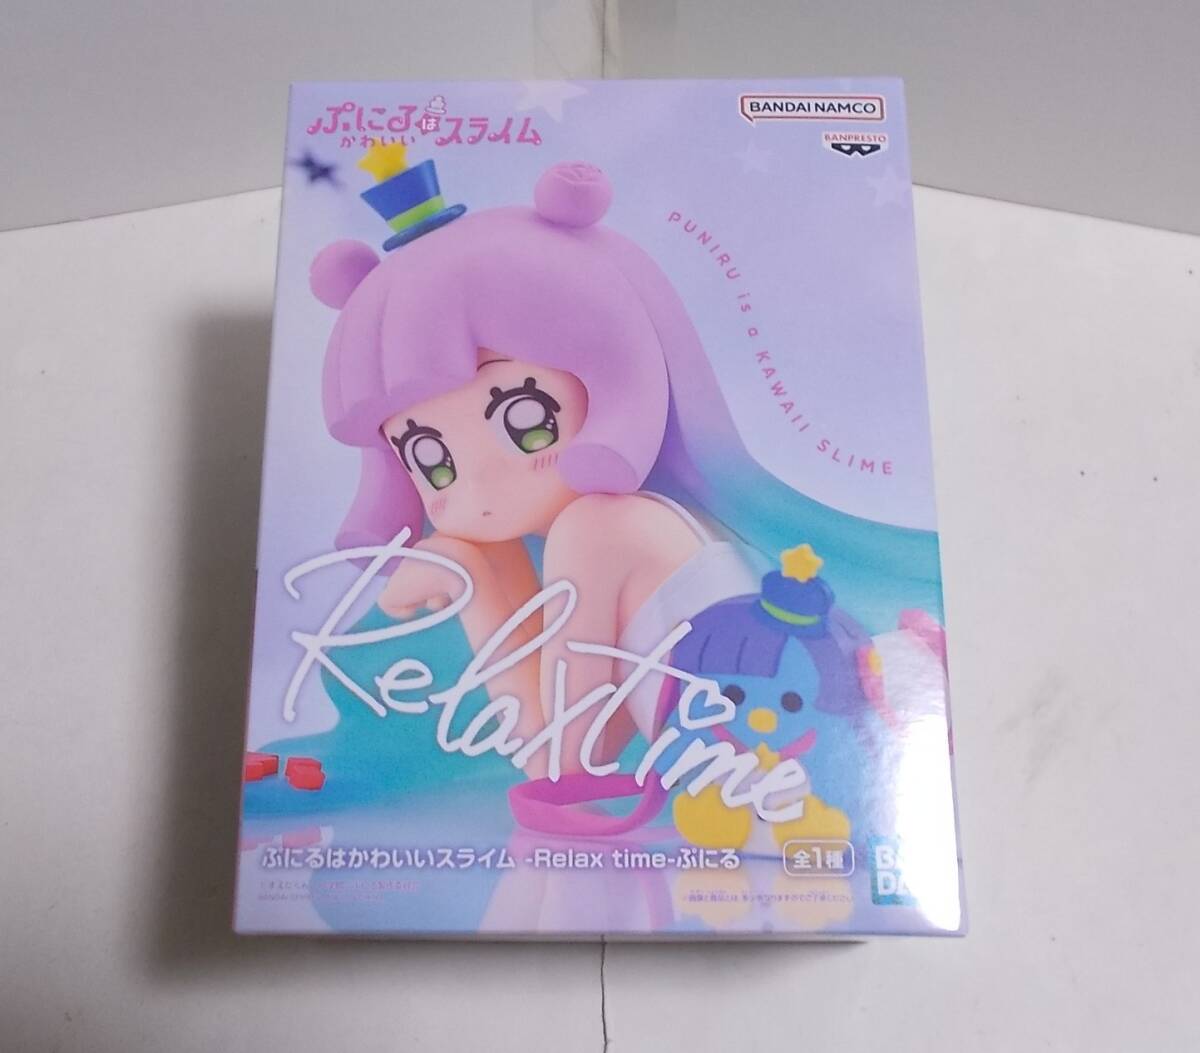 ぷにるはかわいいスライム
BANDAI NAMCO
BANPRESTO
PUNIRU is a KAWAII SLIME
Relax time
ぷにるはかわいいスライム -Relax time-ぷにる
全1種
BA
DA